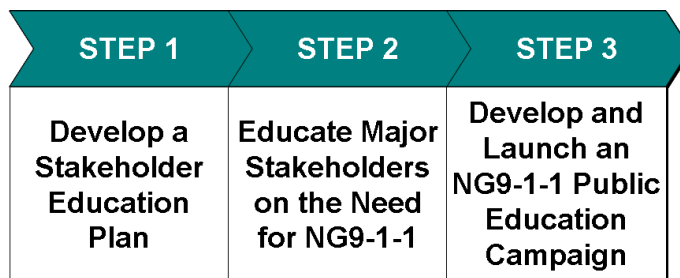 STEP 1
STEP 2
STEP 3
Develop a
Stakeholder
Education
Plan
Educate Major
Stakeholders
on the Need
for NG9-1-1
Develop and
Launch an
NG9-1-1 Public
Education
Campaign